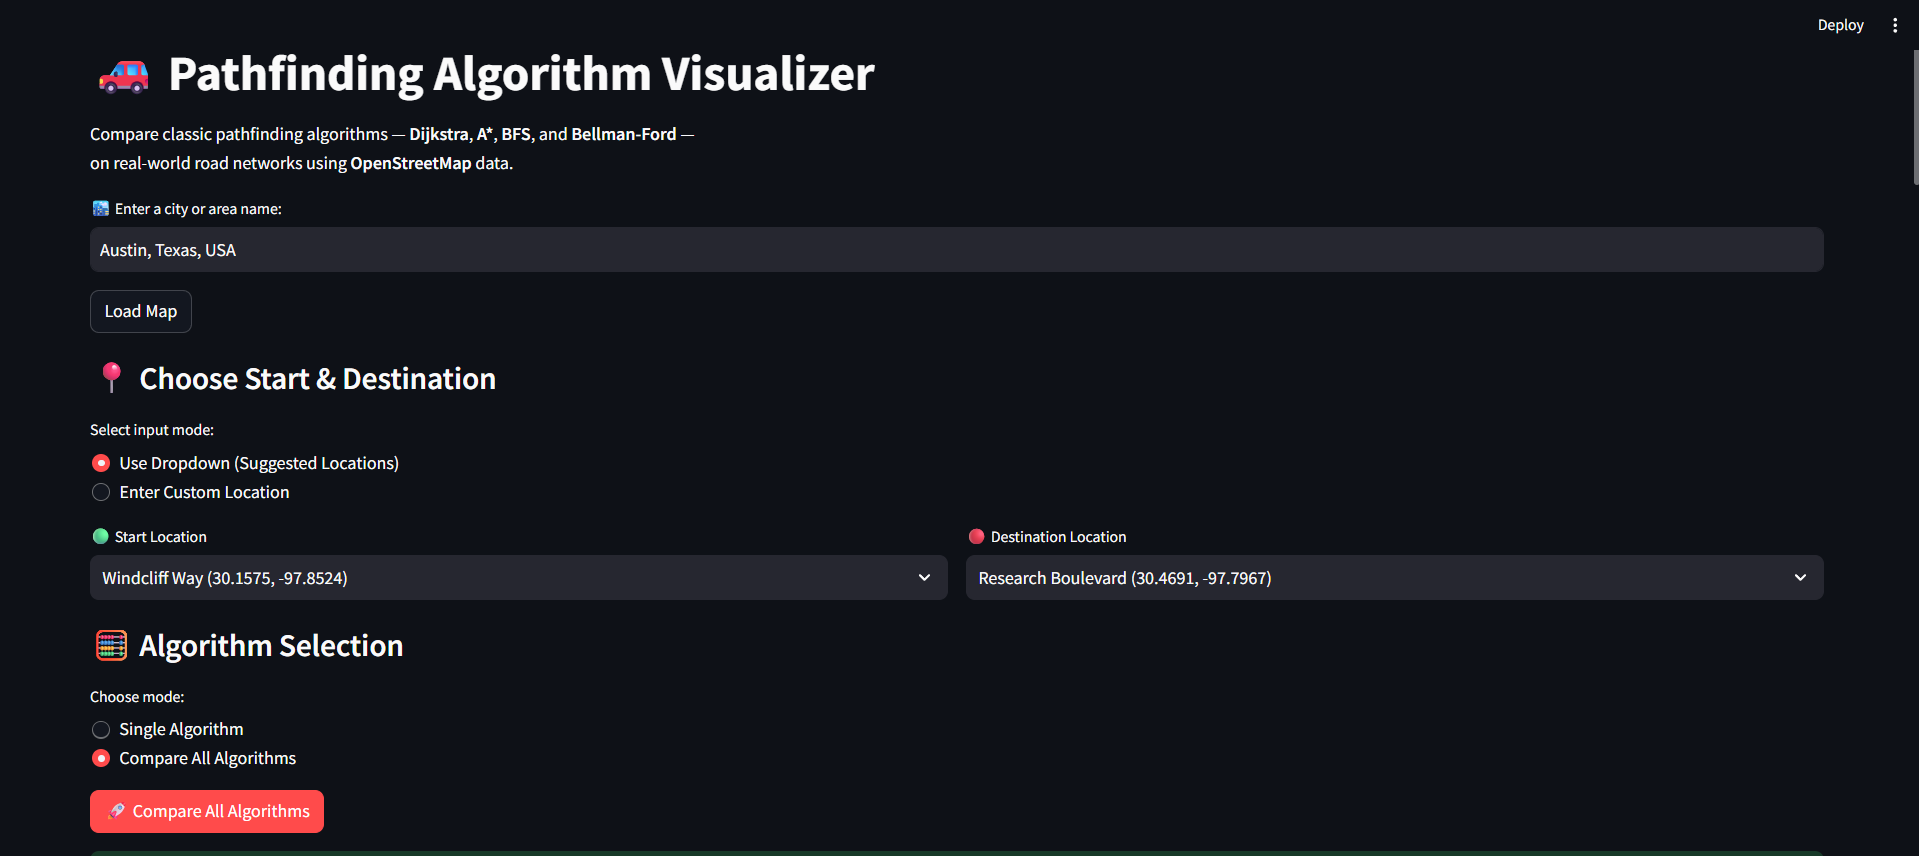 Deploy
Pathfinding Algorithm Visualizer
Compare classic pathfinding algorithms — Dijkstra, A*, BFS, and Bellman-Ford —
on real-world road networks using OpenStreetMap data.
Enter a city or area name:
Austin, Texas, USA
Load Map
Choose Start & Destination
Select input mode:
Use Dropdown (Suggested Locations)
Enter Custom Location
Start Location
Destination Location
Windcliff Way (30.1575, -97.8524)
Research Boulevard (30.4691, -97.7967)
Algorithm Selection
Choose mode:
Single Algorithm
Compare All Algorithms
Compare All Algorithms